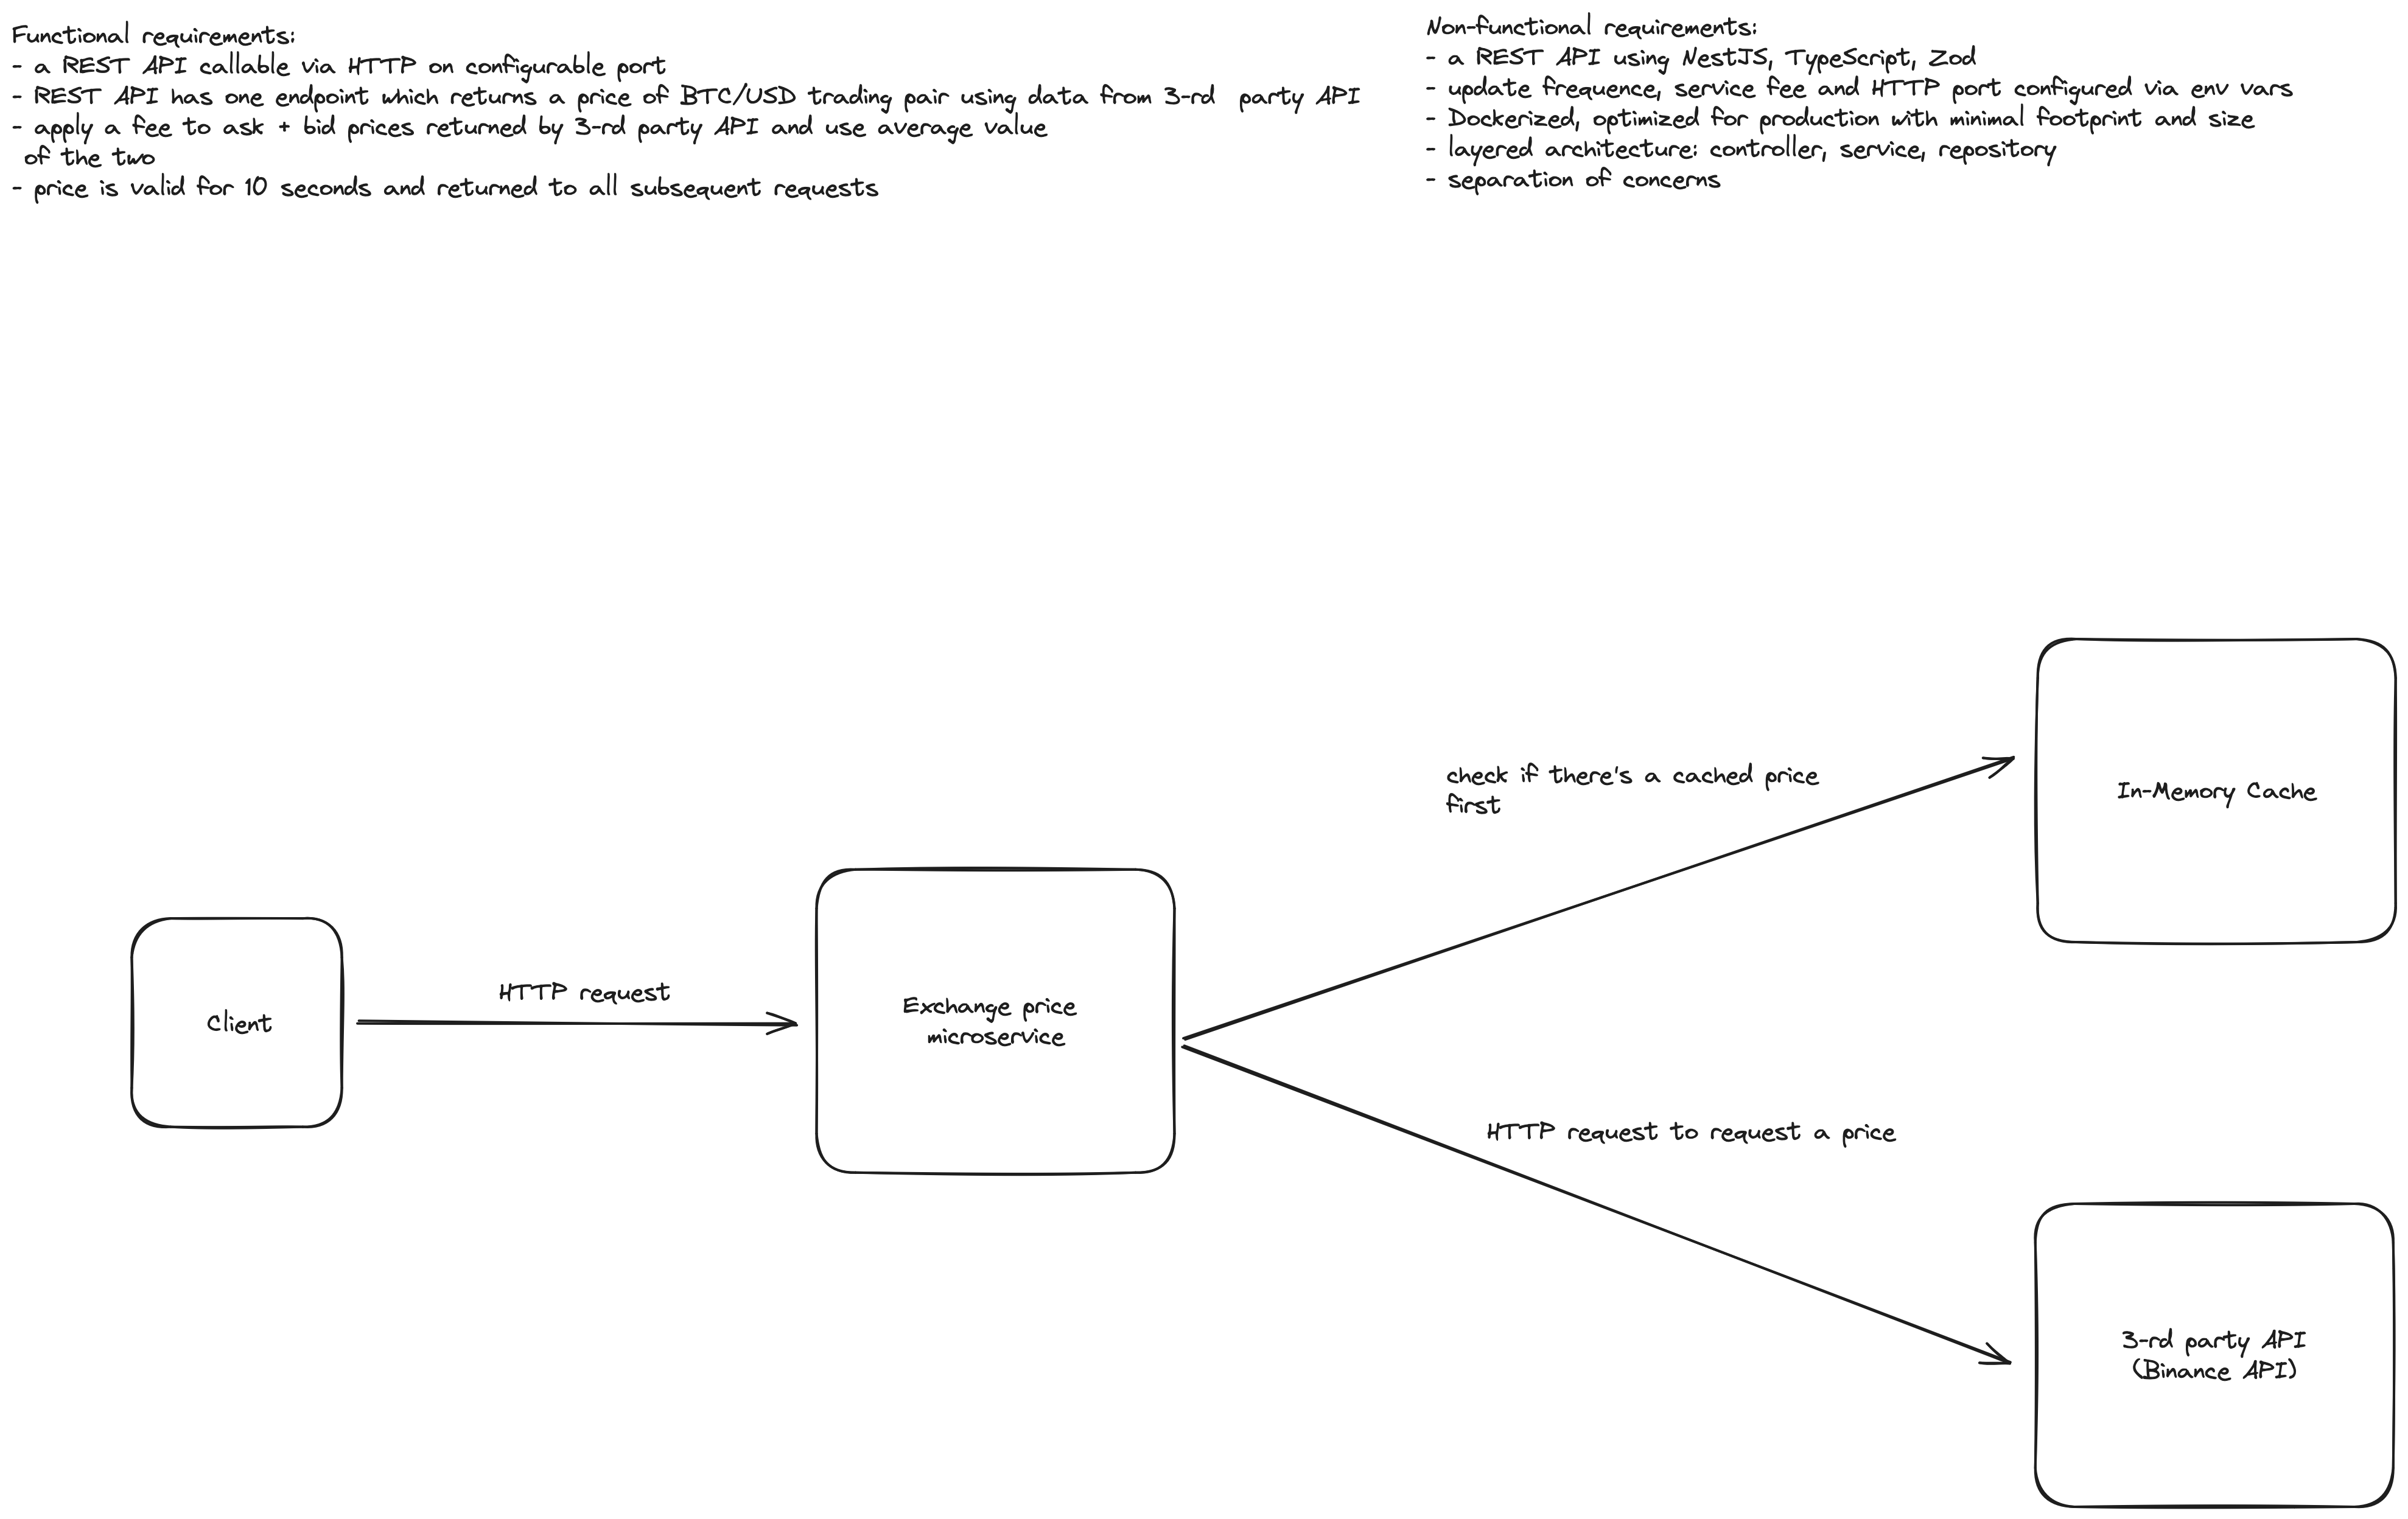 Functional requirements:
- a REST API callable via HTTP on configurable port
- REST API has one endpoint which returns a price of BTC/USD trading pair using data from 3-rd party API
- apply a fee to ask + bid prices returned by 3-rd party API and use average value
of the two
- price is valid for 10 seconds and returned to all subsequent requests
Non-functional requirements:
- a REST API using NestJS, TypeScript, Zod
- update frequence, service fee and HTTP port configured via env vars
- Dockerized, optimized for production with minimal footprint and size
- layered architecture: controller, service, repository
- separation of concerns
check if there's a cached price
first
In-Memory Cache
HTTP request
Client
Exchange price
microservice
HTTP request to request a price
3-rd party API
(Binance API)